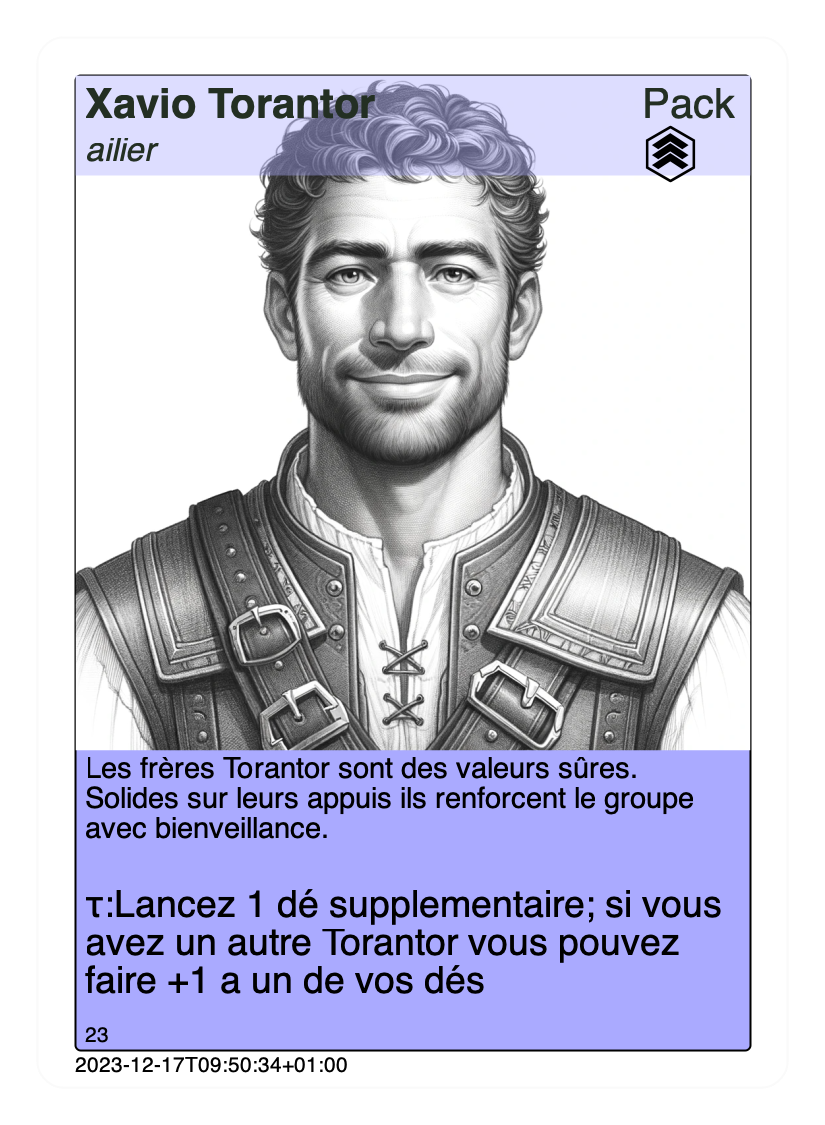 Xavio Torantor
Pack
ailier
Les frères Torantor sont des valeurs sûres.
Solides sur leurs appuis ils renforcent le groupe
avec bienveillance.
τ:Lancez 1 dé supplementaire; si vous
avez un autre Torantor vous pouvez
faire +1 a un de vos dés
23
2023-12-17T09:50:34+01:00